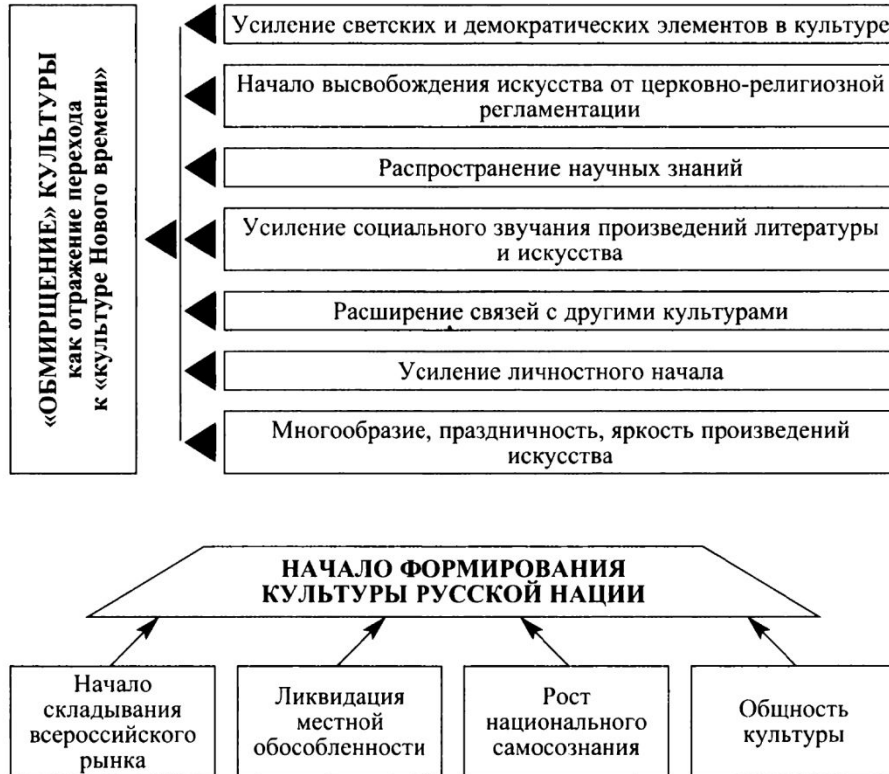 «ОБМИРЩЕНИЕ» КУЛЬТУРЫ
как отражение перехода
к «культуре Нового времени»
Усиление светских и демократических элементов в культуре
Начало высвобождения искусства от церковно-религиозной
регламентации
Распространение научных знаний
Усиление социального звучания произведений литературы
и искусства
Расширение связей с другими культурами
Усиление личностного начала
Многообразие, праздничность, яркость произведений
искусства
НАЧАЛО ФОРМИРОВАНИЯ
КУЛЬТУРЫ РУССКОЙ НАЦИИ
Начало
складывания
всероссийского
рынка
Ликвидация
местной
обособленности
Рост
национального
самосознания
Общность
культуры